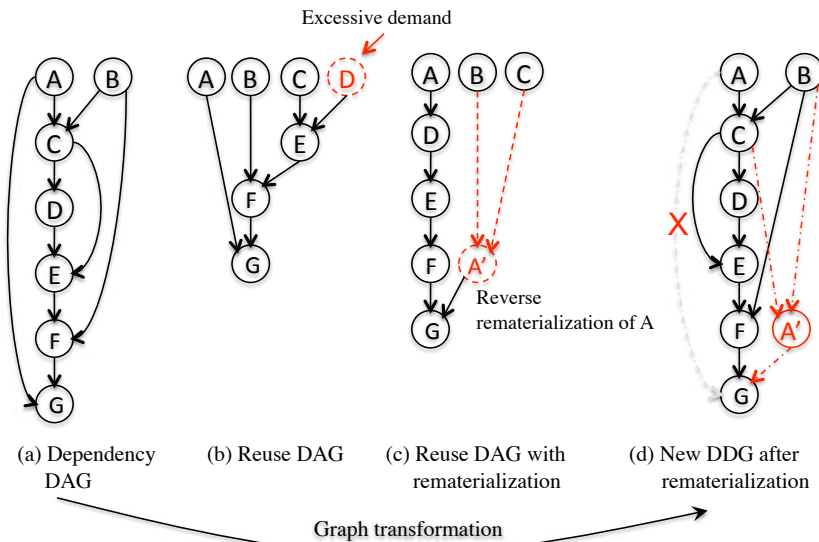 Excessive demand
A B A B C D A B C A B
C E D C
D F E D
E G F A’ E
Reverse
rematerialization of A
X
F G F A’
G G
(a) Dependency
DAG
(b) Reuse DAG
(c) Reuse DAG with
rematerialization
(d) New DDG after
rematerialization
Graph transformation